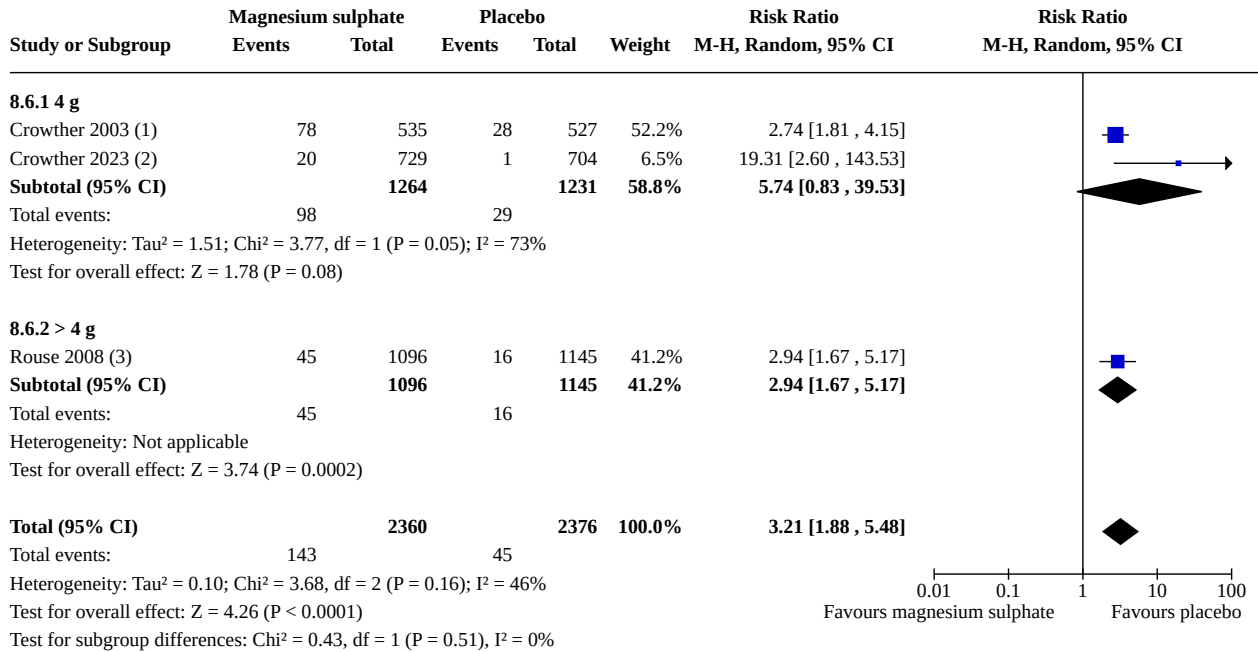 Magnesium sulphate Placebo Risk Ratio Risk Ratio
Study or Subgroup Events Total Events Total Weight M-H, Random, 95% CI M-H, Random, 95% CI
8.6.1 4 g
Crowther 2003 (1) 78 535 28 527 52.2% 2.74 [1.81 , 4.15]
Crowther 2023 (2) 20 729 1 704 6.5% 19.31 [2.60 , 143.53]
Subtotal (95% CI) 1264 1231 58.8% 5.74 [0.83 , 39.53]
Total events: 98 29
Heterogeneity: Tau² = 1.51; Chi² = 3.77, df = 1 (P = 0.05); I² = 73%
Test for overall effect: Z = 1.78 (P = 0.08)
8.6.2 > 4 g
Rouse 2008 (3) 45 1096 16 1145 41.2% 2.94 [1.67 , 5.17]
Subtotal (95% CI) 1096 1145 41.2% 2.94 [1.67 , 5.17]
Total events: 45 16
Heterogeneity: Not applicable
Test for overall effect: Z = 3.74 (P = 0.0002)
Total (95% CI) 2360 2376 100.0% 3.21 [1.88 , 5.48]
Total events: 143 45
Heterogeneity: Tau² = 0.10; Chi² = 3.68, df = 2 (P = 0.16); I² = 46%
Test for overall effect: Z = 4.26 (P < 0.0001)
Test for subgroup differences: Chi² = 0.43, df = 1 (P = 0.51), I² = 0%
0.01 0.1 1 10 100
Favours magnesium sulphate Favours placebo